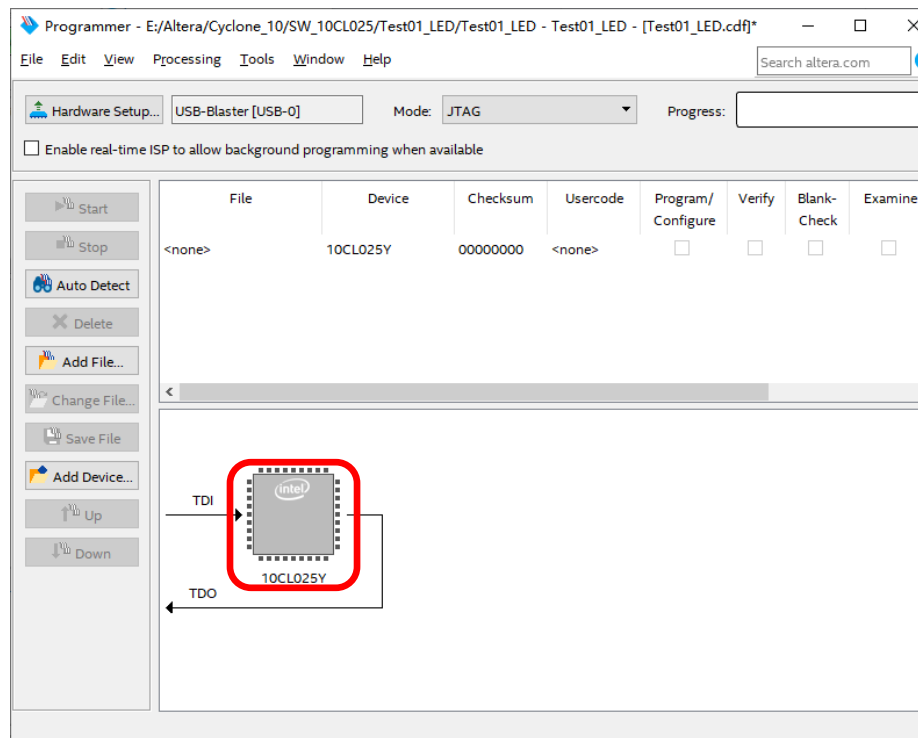 Programmer - E:/Altera/Cyclone_10/SW_10CL025/Test01_LED/Test01_LED - Test01_LED - [Test01_LED.cdf]*
File Edit View Processing Tools Window Help
Search altera.com
Hardware Setup... USB-Blaster [USB-0] Mode: JTAG Progress:
Enable real-time ISP to allow background programming when available
Start
Stop
Auto Detect
Delete
Add File...
Change File...
Save File
Add Device...
Up
Down
File Device Checksum Usercode Program/ Verify Blank- Examine
Configure Check
<none> 10CL025Y 00000000 <none>
intel
TDI
10CL025Y
TDO